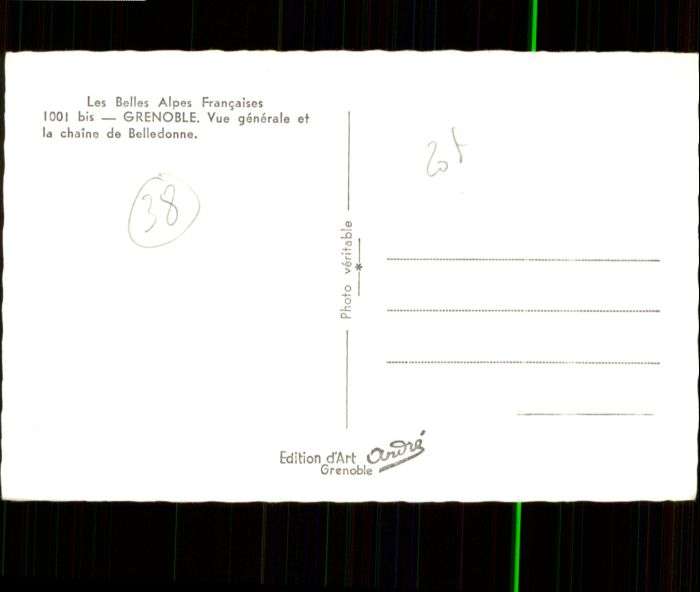 Les Belles Alpes Françaises
1001 bis — GRENOBLE. Vue générale et
la chaîne de Belledonne.
38
Photo véritable
Edition d'Art André
Grenoble